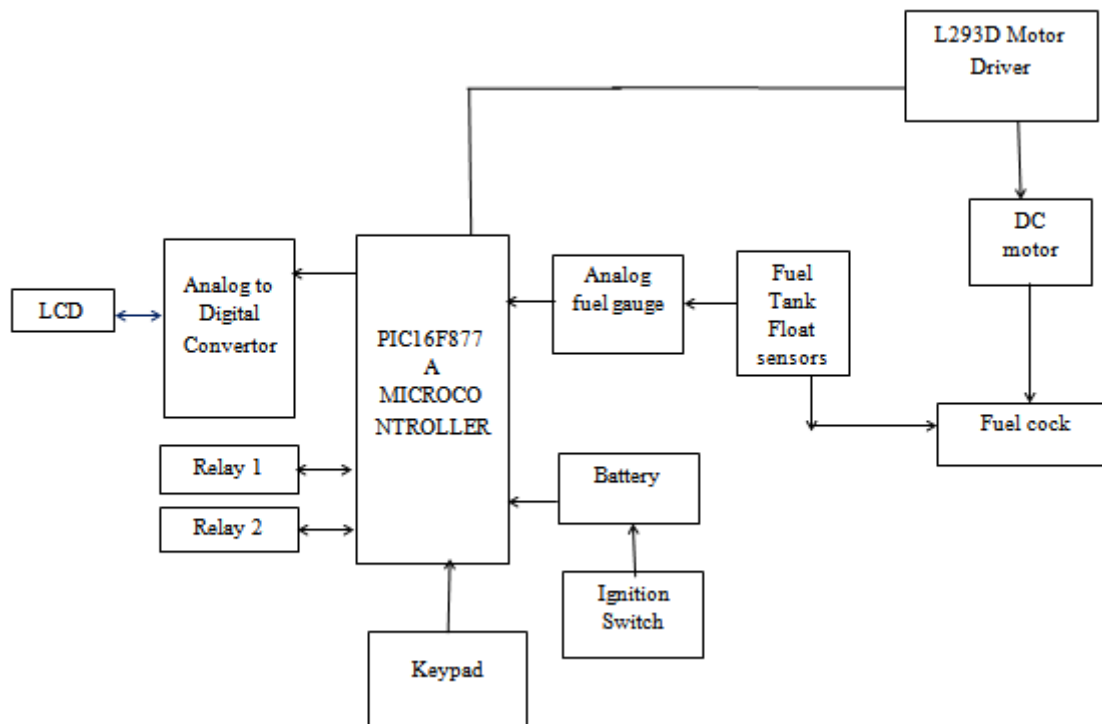 L293D Motor
Driver
DC
motor
Analog to
Digital
Convertor
LCD
PIC16F877
A
MICROCO
NTROLLER
Analog
fuel gauge
Fuel
Tank
Float
sensors
Fuel cock
Relay 1
Relay 2
Battery
Ignition
Switch
Keypad